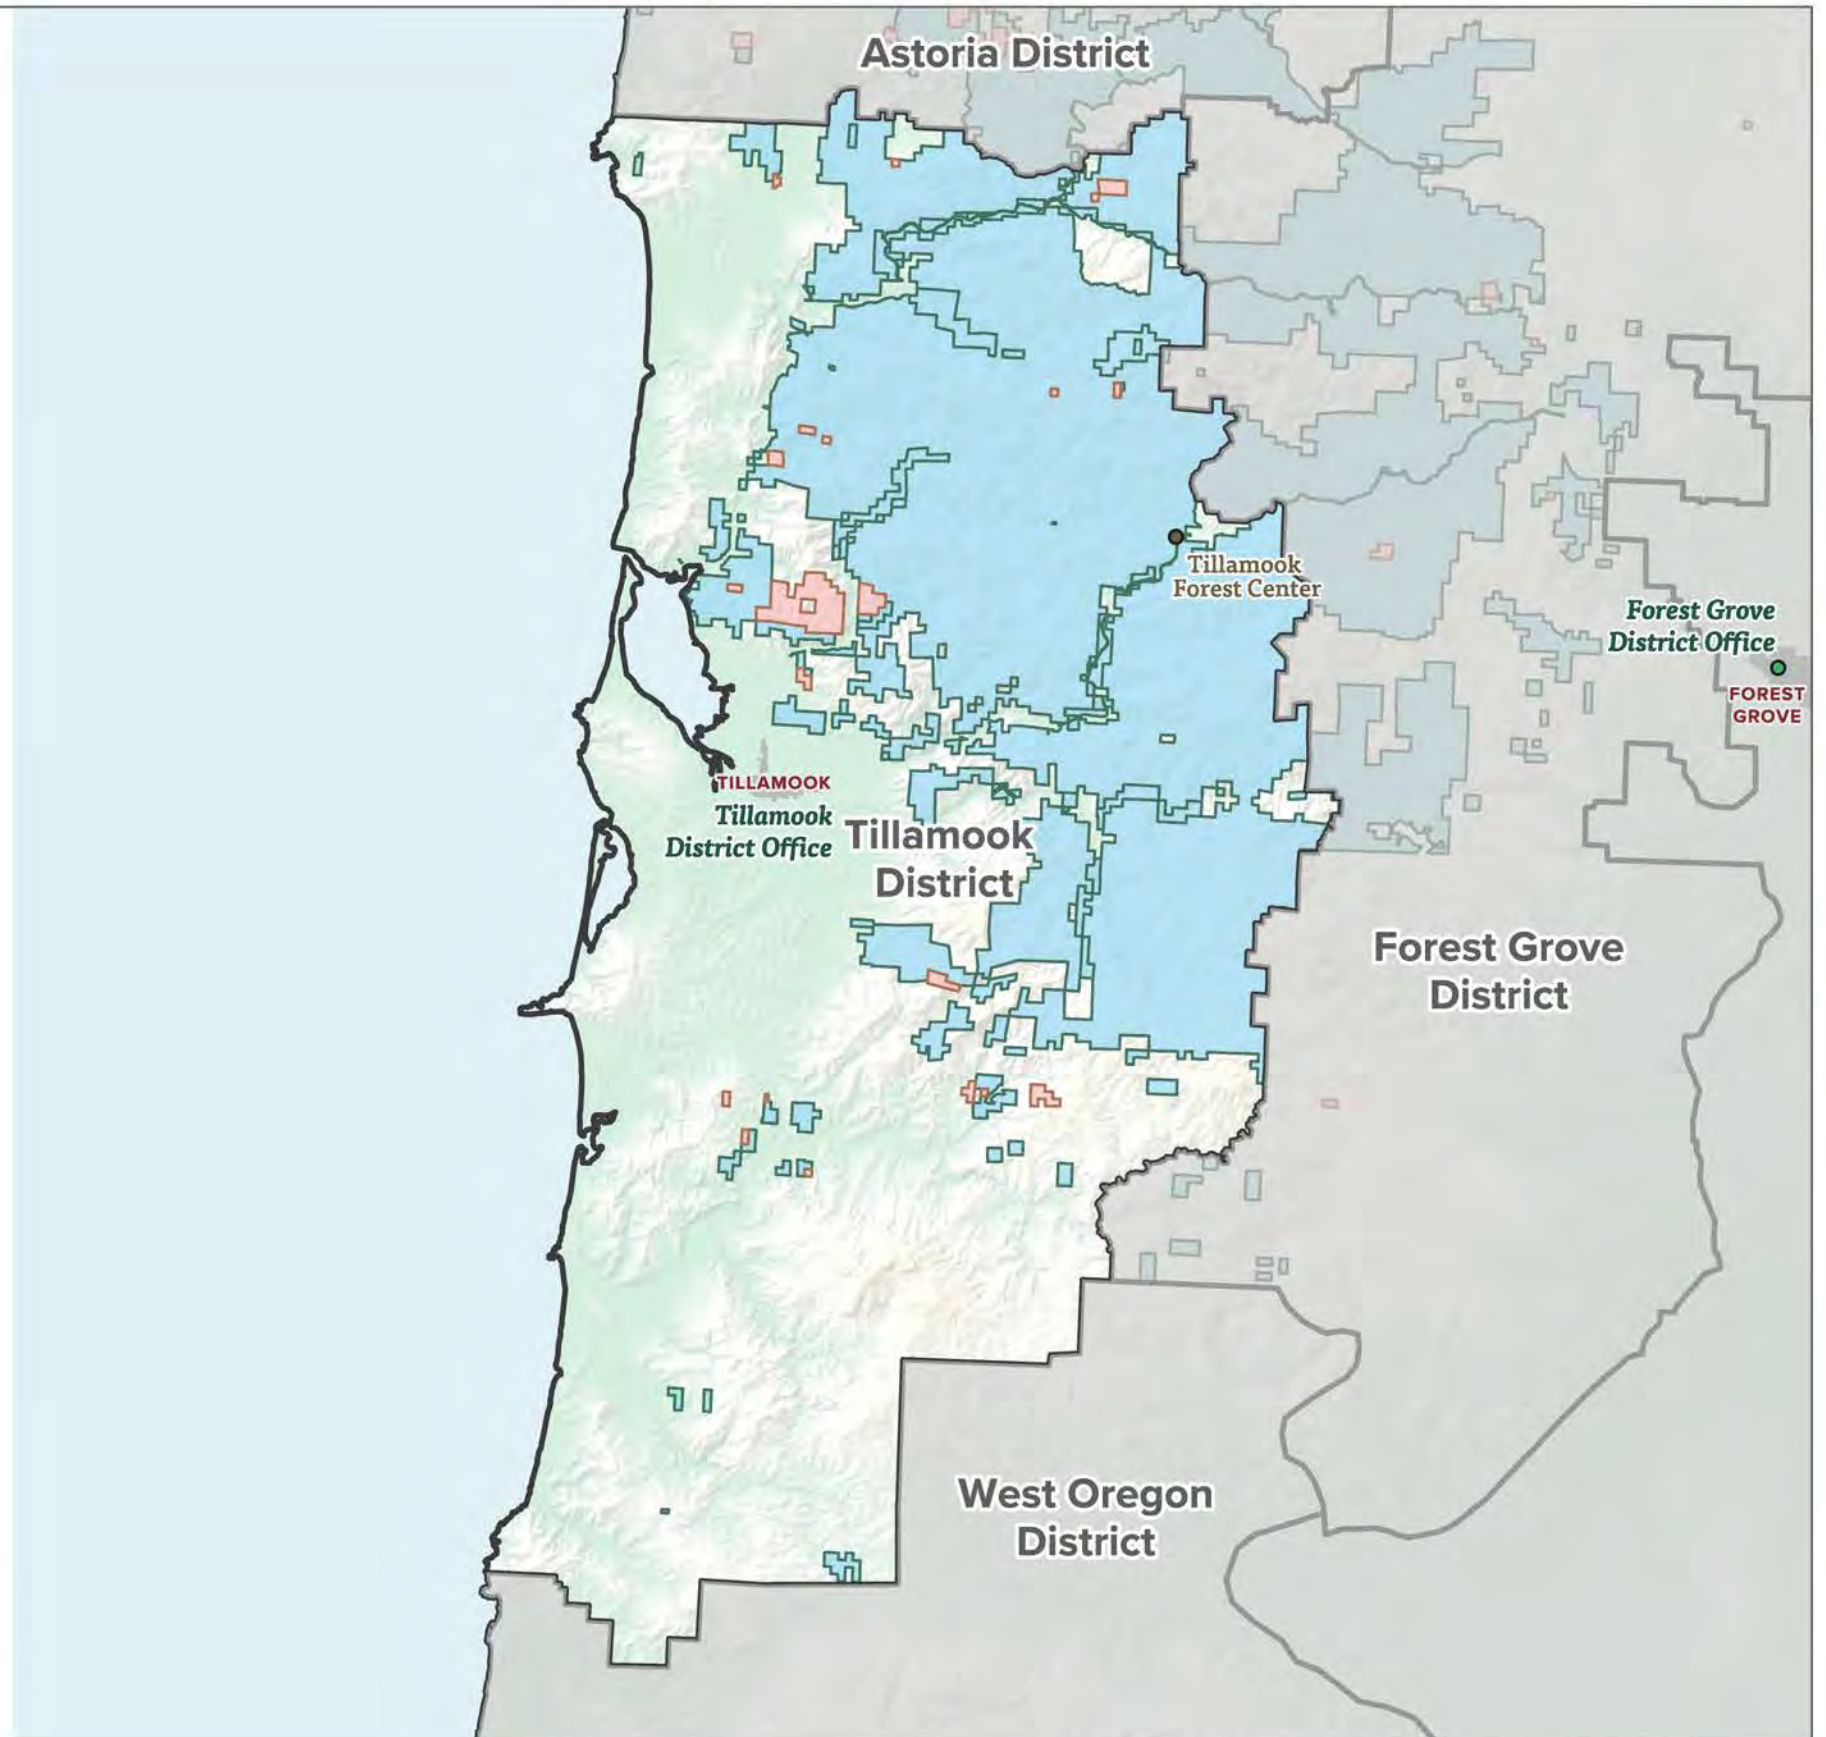 Astoria District
Tillamook
Forest Center
Forest Grove
District Office
FOREST
GROVE
TILLAMOOK
Tillamook
District Office
Tillamook
District
Forest Grove
District
West Oregon
District